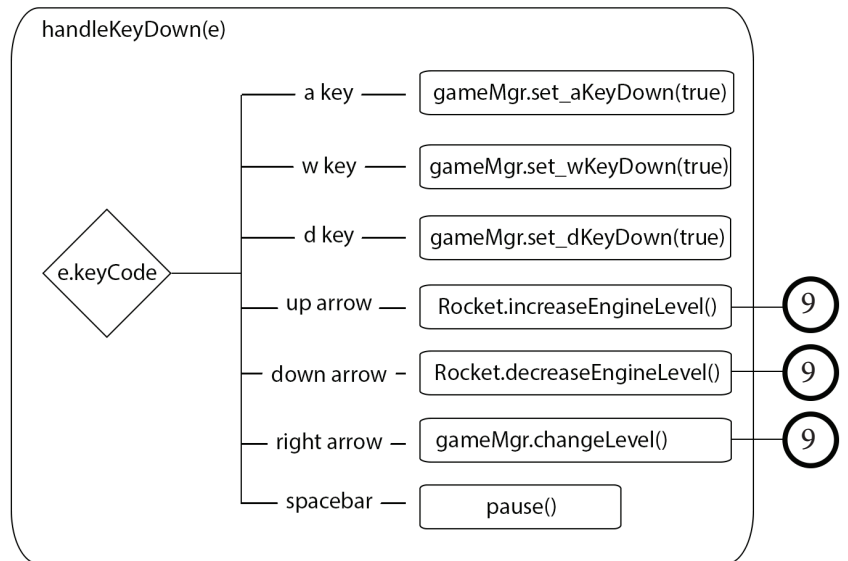 handleKeyDown(e)
a key
gameMgr.set_aKeyDown(true)
w key
gameMgr.set_wKeyDown(true)
d key
gameMgr.set_dKeyDown(true)
e.keyCode
up arrow
Rocket.increaseEngineLevel()
9
down arrow
Rocket.decreaseEngineLevel()
9
right arrow
gameMgr.changeLevel()
9
spacebar
pause()